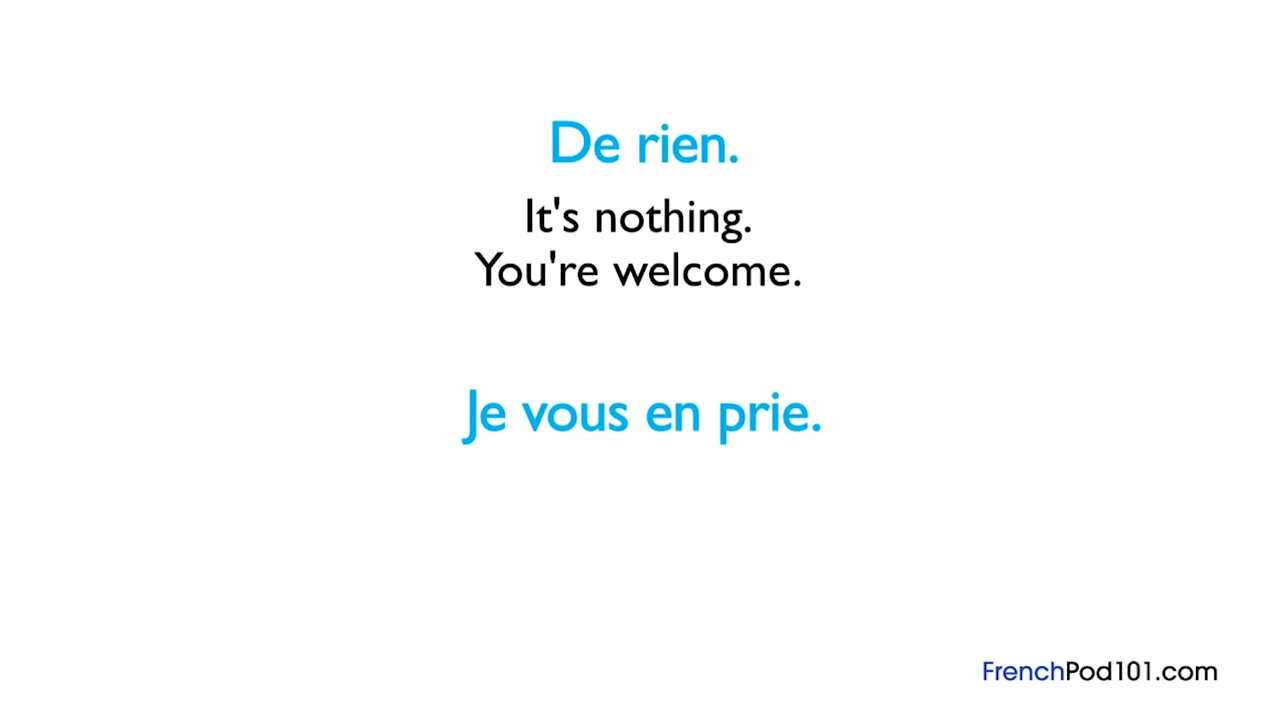 De rien.
It's nothing.
You're welcome.
Je vous en prie.
FrenchPod101.com